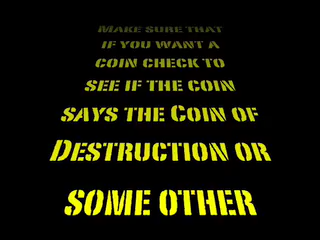 Make sure that
if you want a
coin check to
see if the coin
says the Coin of
Destruction or
some other